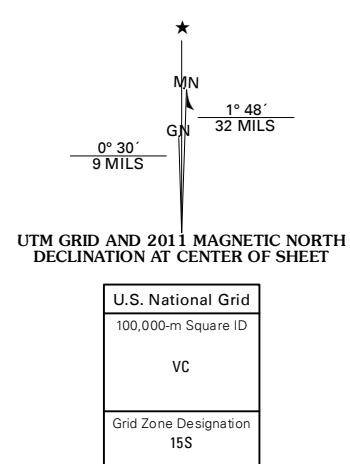 ★
MN
GN
1° 48´
32 MILS
0° 30´
9 MILS
UTM GRID AND 2011 MAGNETIC NORTH
DECLINATION AT CENTER OF SHEET
U.S. National Grid
100,000-m Square ID
VC
Grid Zone Designation
15S